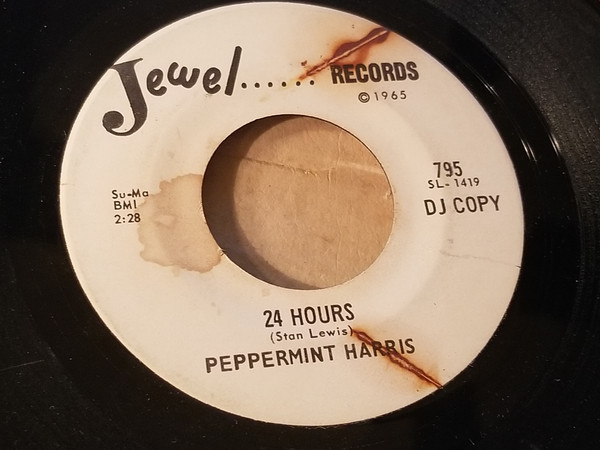 Jewel...... RECORDS
©1965
795
SL-1419
DJ COPY
Su-Ma
BMI
2:28
24 HOURS
(Stan Lewis)
PEPPERMINT HARRIS